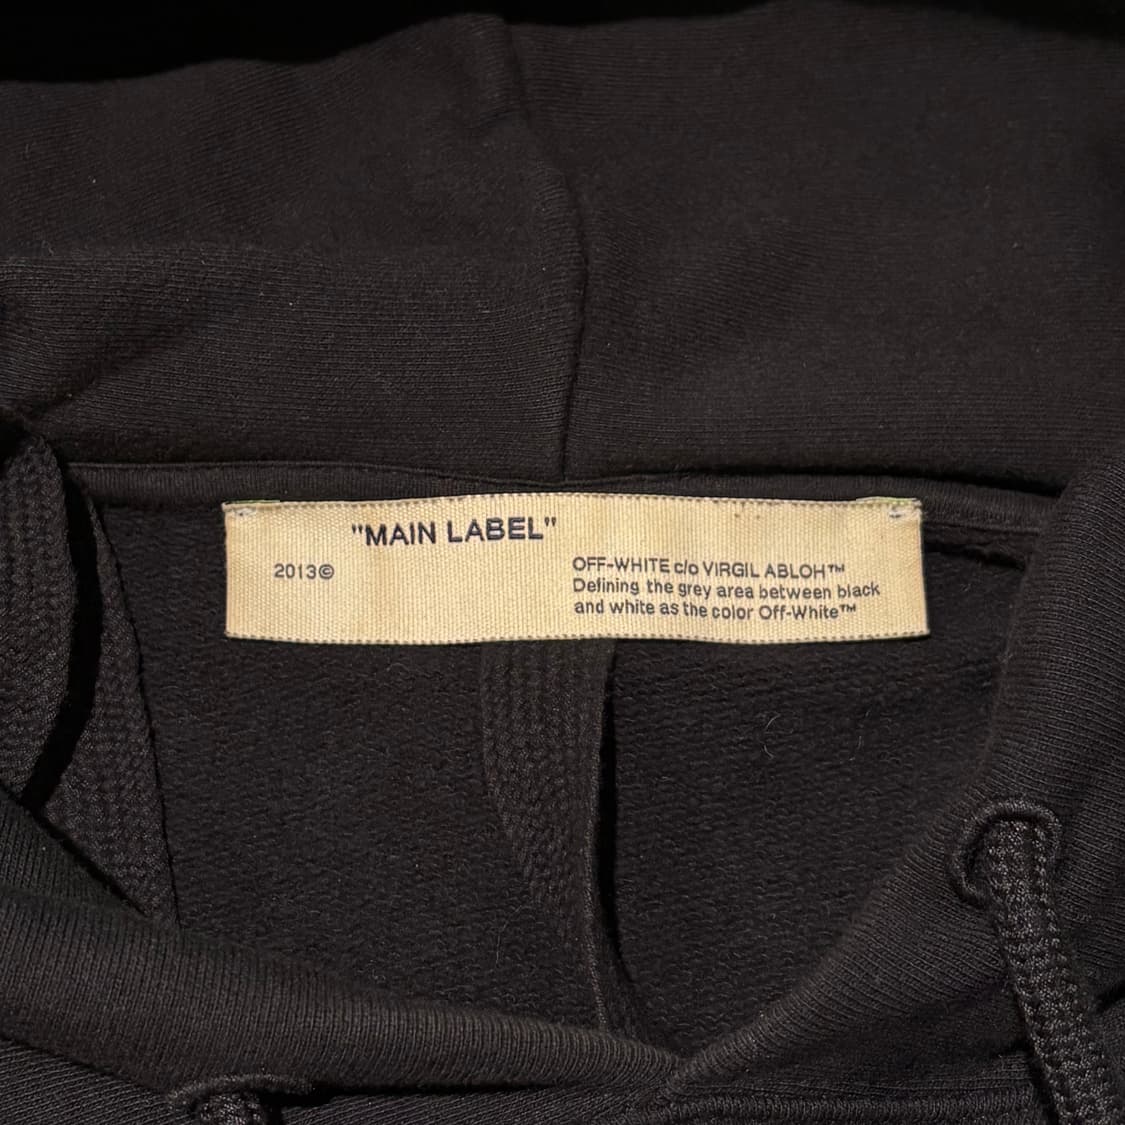 "MAIN LABEL"
2013©
OFF-WHITE c/o VIRGIL ABLOH™
Defining the grey area between black
and white as the color Off-White™